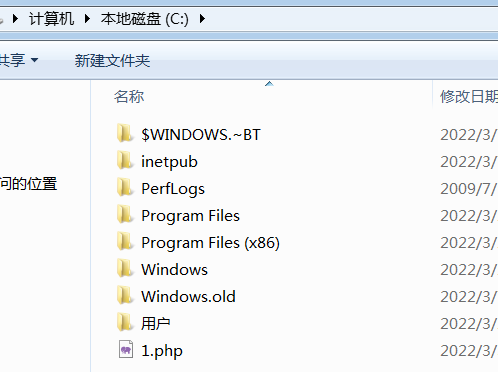 计算机 本地磁盘 (C:)
共享 新建文件夹
名称 修改日期
$WINDOWS.~BT 2022/3/
inetpub 2022/3/
问的位置 PerfLogs 2009/7/
Program Files 2022/3/
Program Files (x86) 2022/3/
Windows 2022/3/
Windows.old 2022/3/
用户 2022/3/
1.php 2022/3/